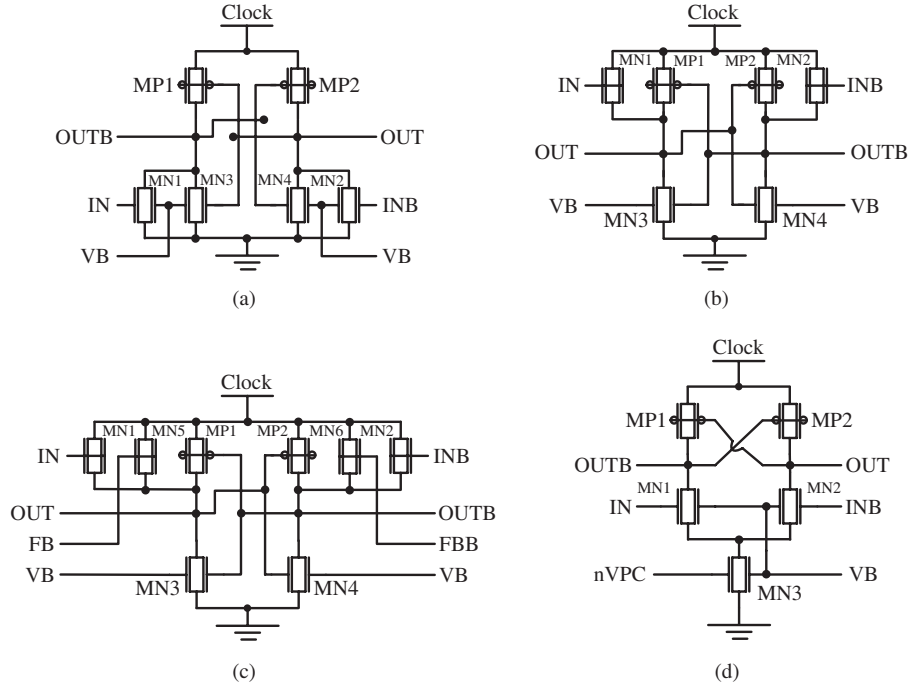 Clock
MP1 MP2
OUTB OUT
MN1 MN3 MN4 MN2
IN INB
VB VB
(a)
Clock
MN1 MP1 MP2 MN2
IN INB
OUT OUTB
VB MN3 MN4 VB
(b)
Clock
MN1 MN5 MP1 MP2 MN6 MN2
IN INB
OUT OUTB
FB FBB
VB MN3 MN4 VB
(c)
Clock
MP1 MP2
OUTB OUT
MN1 MN2
IN INB
nVPC MN3 VB
(d)